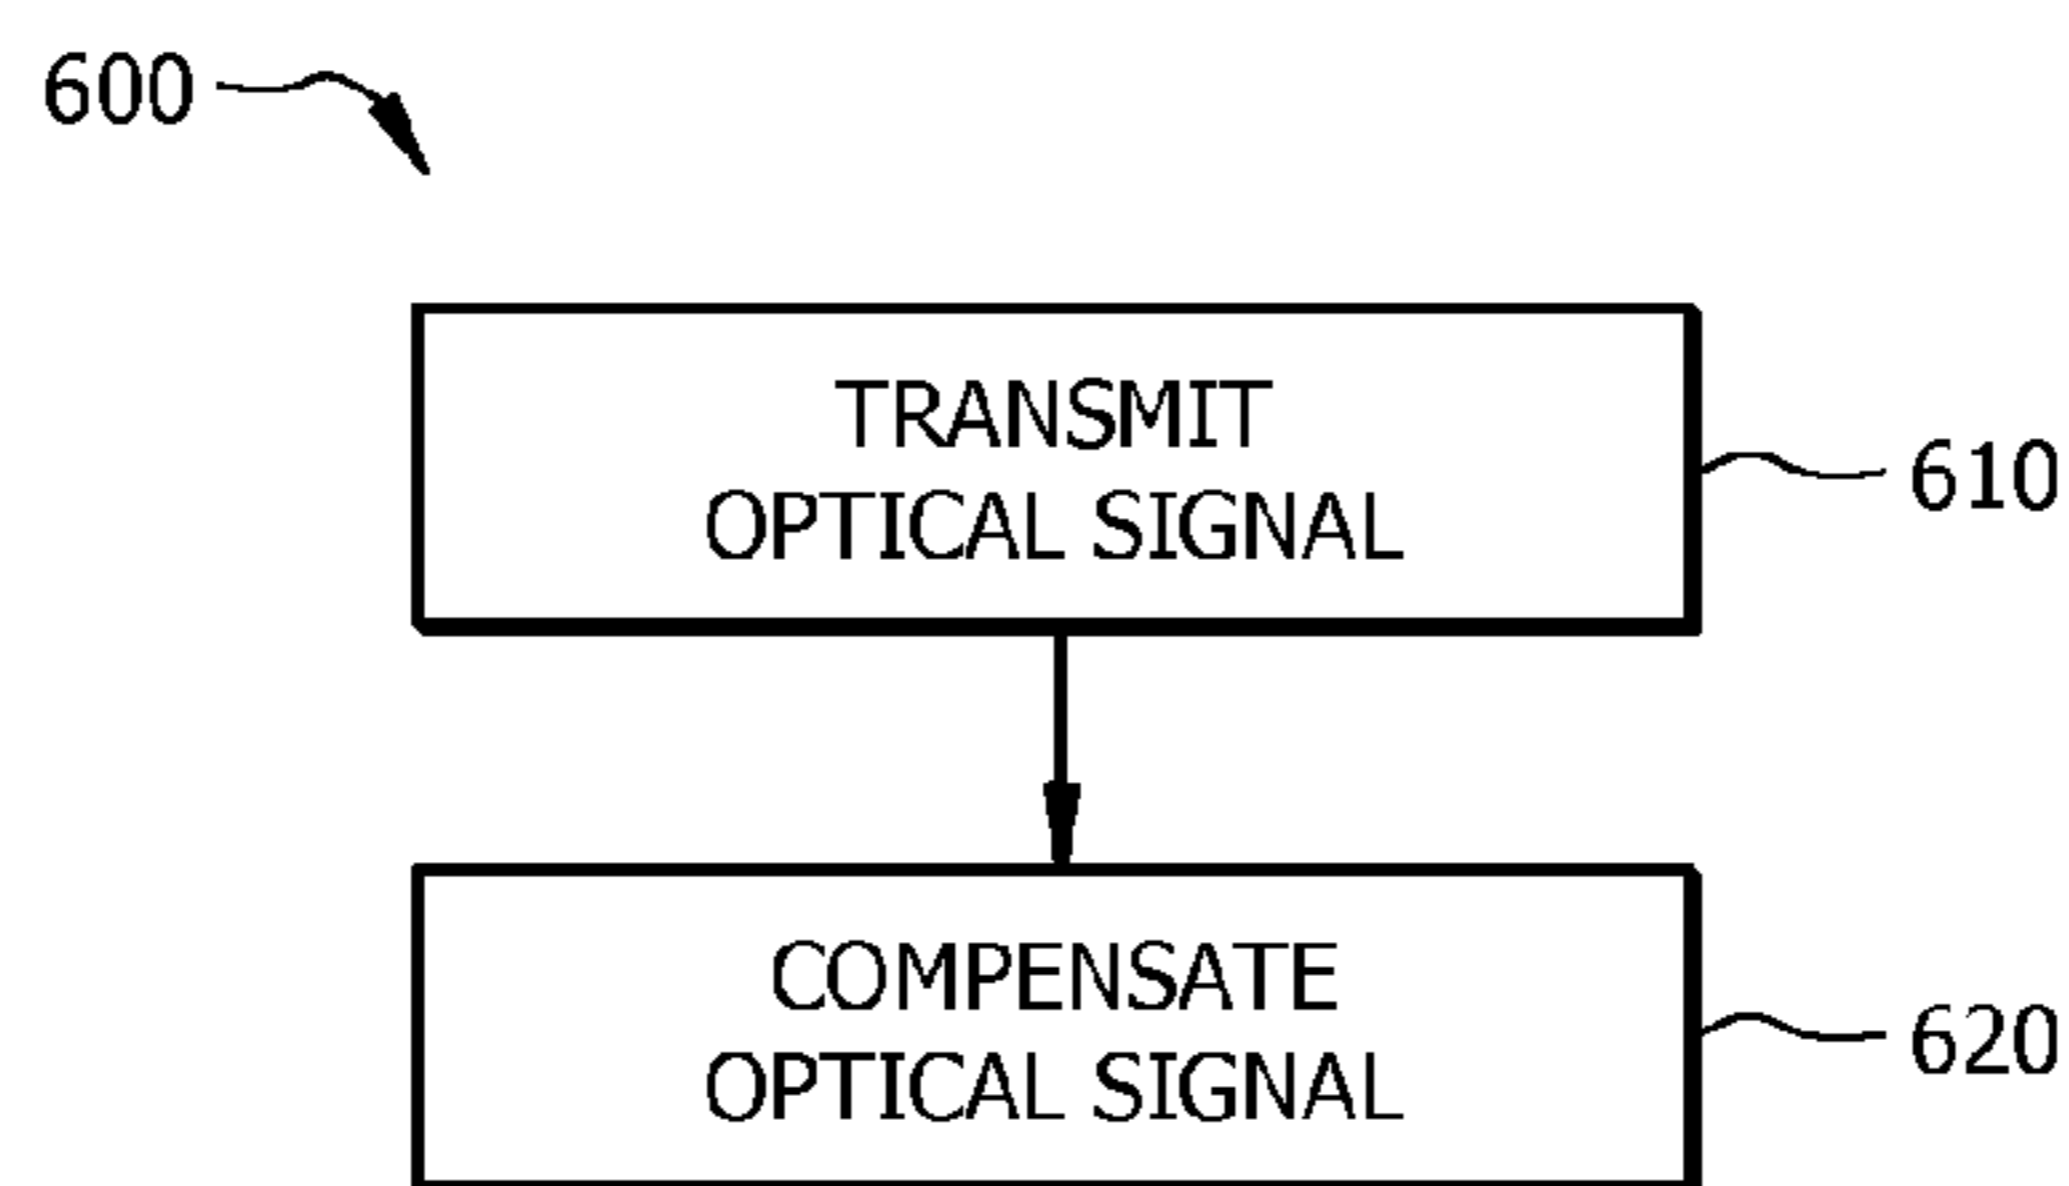 600
TRANSMIT
OPTICAL SIGNAL
610
COMPENSATE
OPTICAL SIGNAL
620